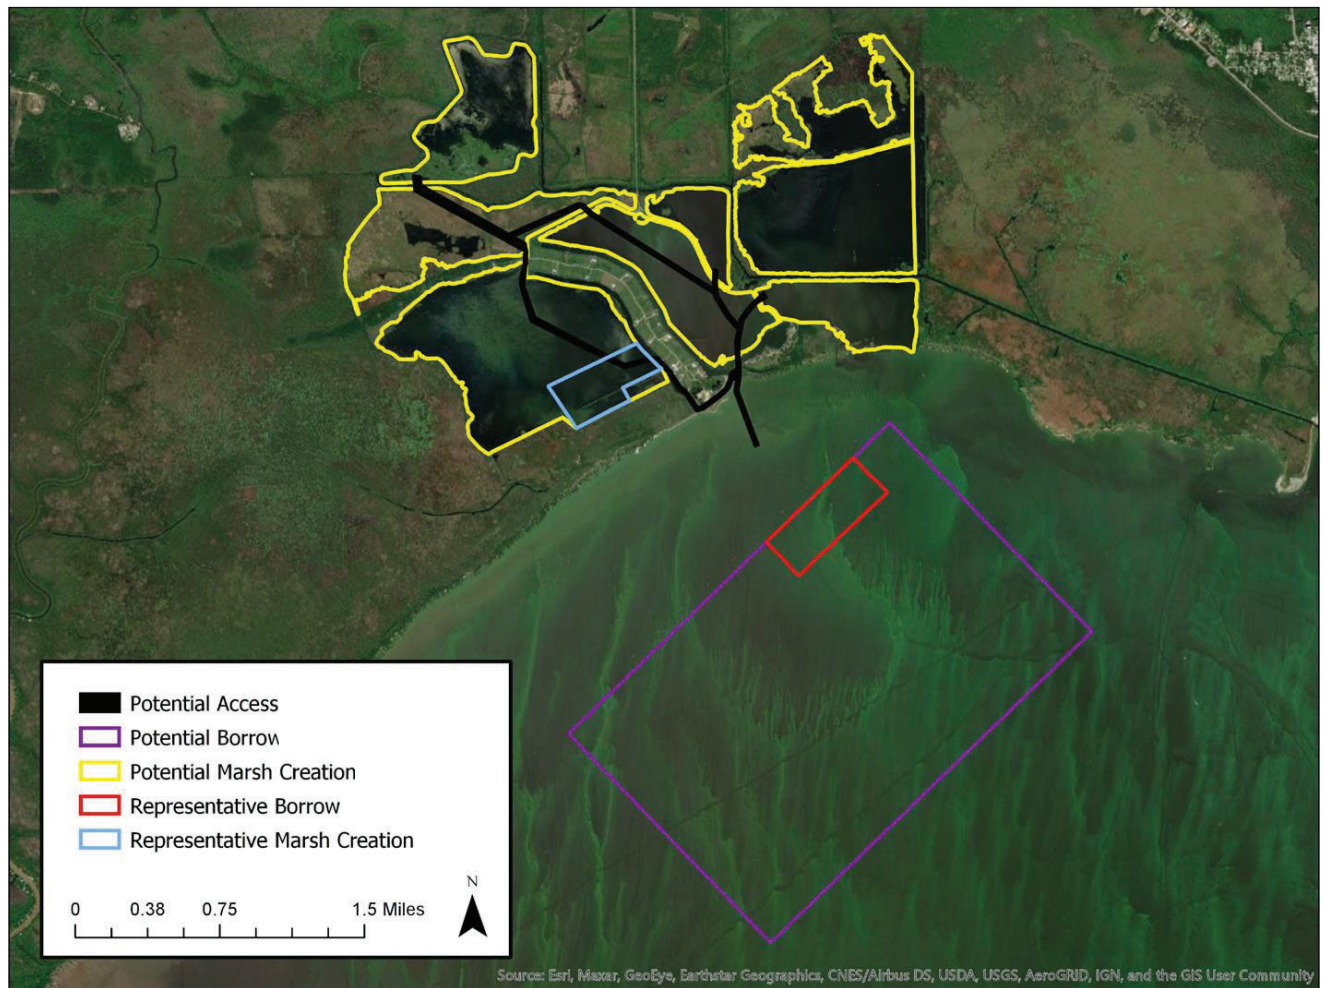 Potential Access
Potential Borrow
Potential Marsh Creation
Representative Borrow
Representative Marsh Creation
N
0 0.38 0.75 1.5 Miles
Source: Esri, Maxar, GeoEye, Earthstar Geographics, CNES/Airbus DS, USDA, USGS, AeroGRID, IGN, and the GIS User Community